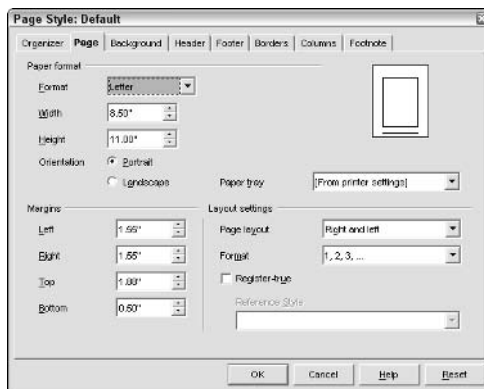 Page Style: Default
Organizer Page Background Header Footer Borders Columns Footnote
Paper format
Format Letter
Width 8.50"
Height 11.00"
Orientation Portrait
Landscape Paper tray [From printer settings]
Margins Layout settings
Left 1.55" Page layout Right and left
Right 1.55" Format 1, 2, 3, ...
Top 1.00" Register-true
Bottom 0.50" Reference Style
OK Cancel Help Reset